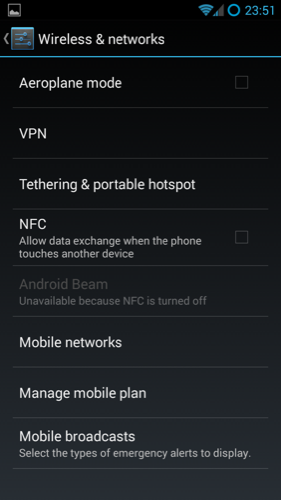 23:51
Wireless & networks
Aeroplane mode
VPN
Tethering & portable hotspot
NFC
Allow data exchange when the phone
touches another device
Android Beam
Unavailable because NFC is turned off
Mobile networks
Manage mobile plan
Mobile broadcasts
Select the types of emergency alerts to display.